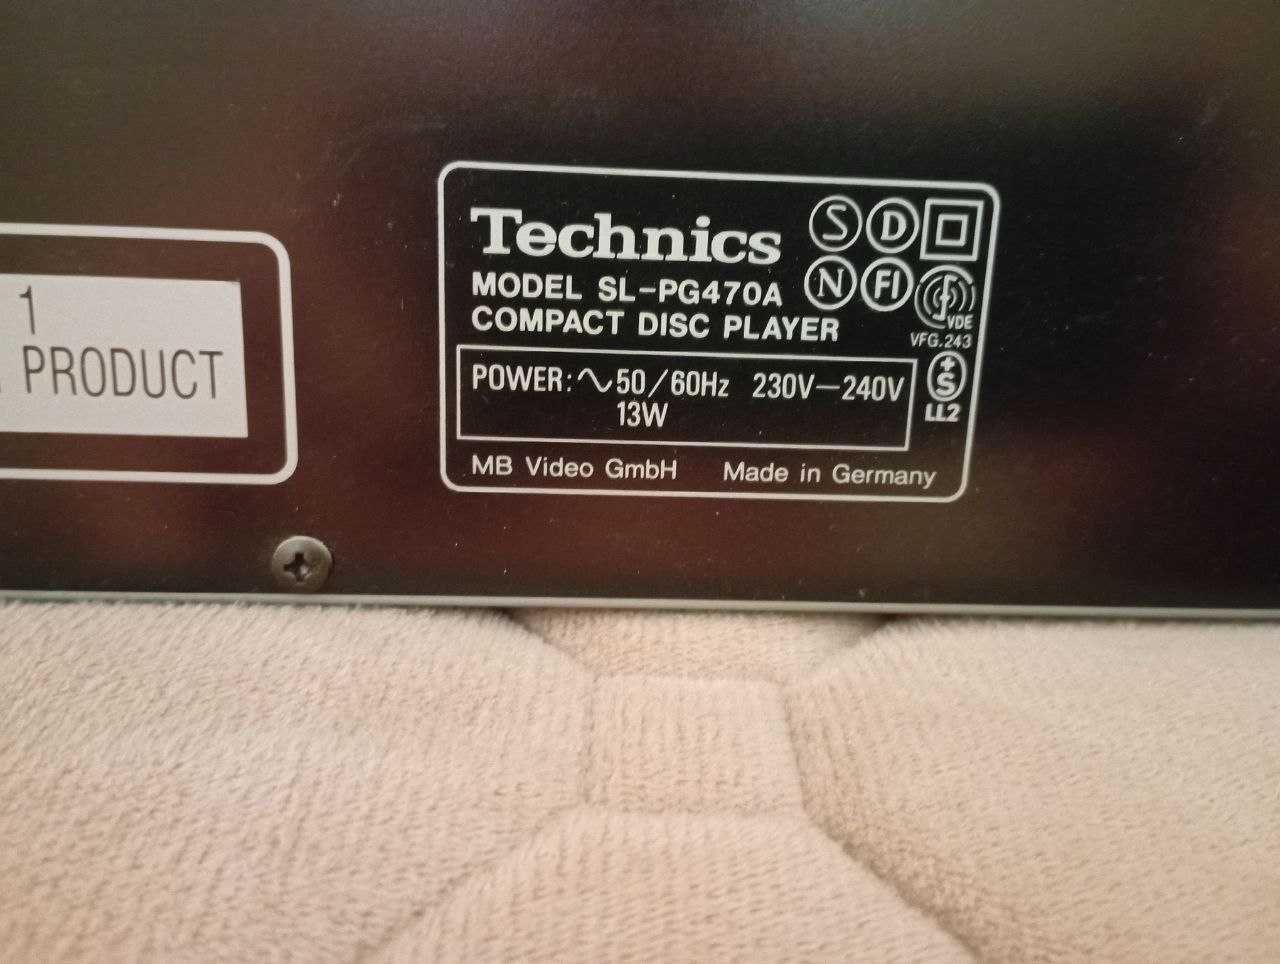 1
PRODUCT
Technics
MODEL SL-PG470A
COMPACT DISC PLAYER
S D
N FI
VDE
VFG.243
+S
LL2
POWER: ∿50/60Hz 230V—240V
13W
MB Video GmbH Made in Germany